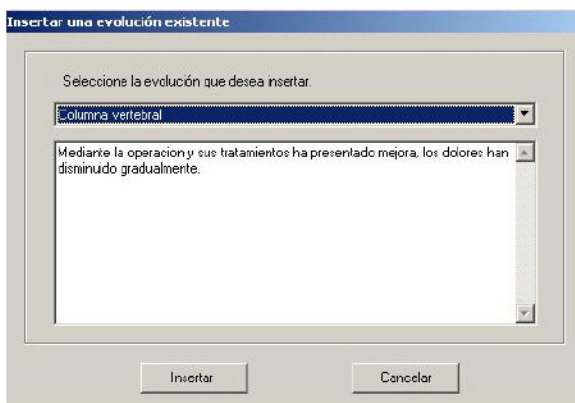 Insertar una evolución existente
Seleccione la evolución que desea insertar.
Columna vertebral
Mediante la operacion y sus tratamientos ha presentado mejora, los dolores han
disminuido gradualmente.
Insertar
Cancelar